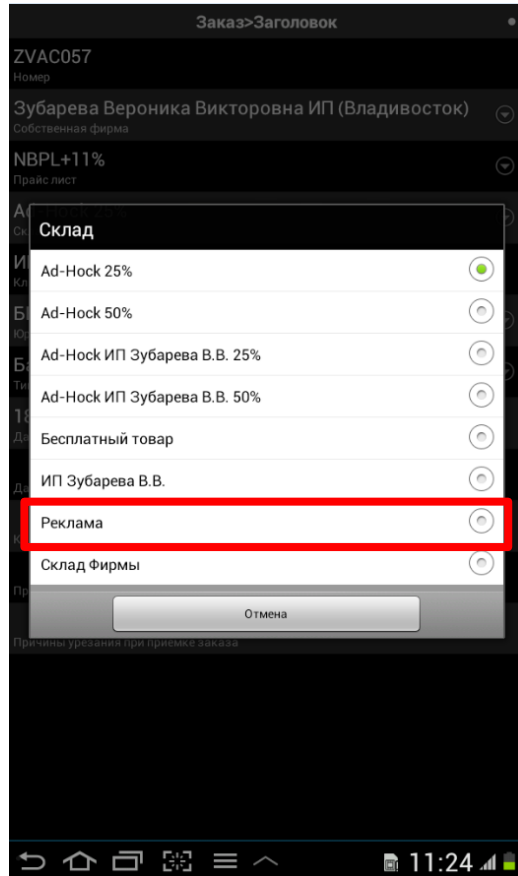 Заказ>Заголовок
ZVAC057
Номер
Зубарева Вероника Викторовна ИП (Владивосток)
Собственная фирма
NBPL+11%
Прайс лист
Склад
Ad-Hock 25%
Ad-Hock 50%
Ad-Hock ИП Зубарева В.В. 25%
Ad-Hock ИП Зубарева В.В. 50%
Бесплатный товар
ИП Зубарева В.В.
Реклама
Склад Фирмы
Отмена
Причины урезания при приемке заказа
11:24